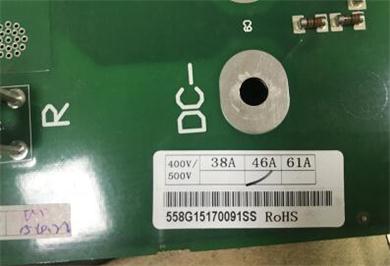 R
DC-
400V/ 38A 46A 61A
500V
558G15170091SS RoHS